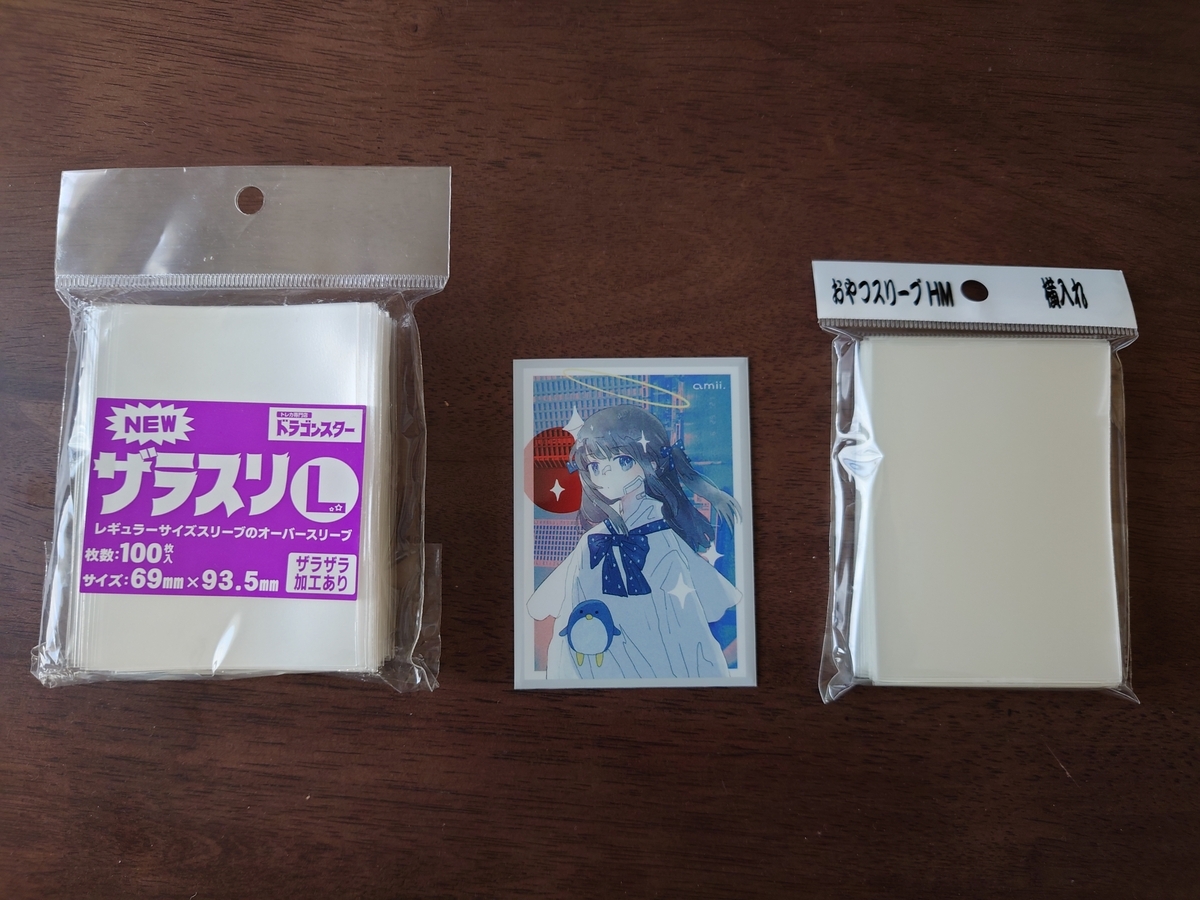 NEW
トレカ専門店
ドラゴンスター
ザラスリL
レギュラーサイズスリーブのオーバースリーブ
枚数:100枚入
サイズ:69mm×93.5mm
ザラザラ
加工あり
amii.
おやつスリーブHM 横入れ